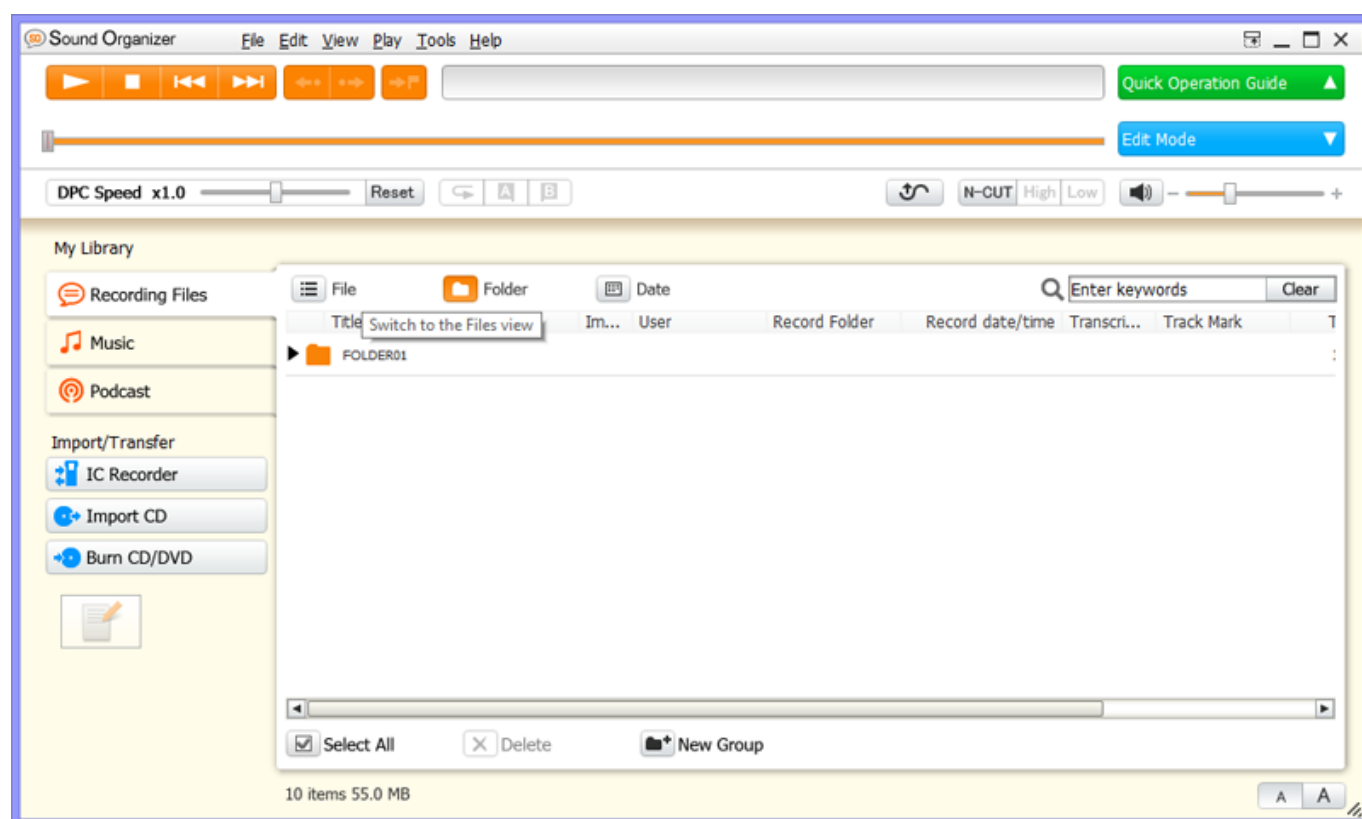 SO Sound Organizer File Edit View Play Tools Help
Quick Operation Guide
Edit Mode
DPC Speed x1.0 Reset A B N-CUT High Low - +
My Library
Recording Files
Music
Podcast
Import/Transfer
IC Recorder
Import CD
Burn CD/DVD
File Folder Date Enter keywords Clear
Title Im... User Record Folder Record date/time Transcri... Track Mark T
Switch to the Files view
FOLDER01
Select All Delete New Group
10 items 55.0 MB A A